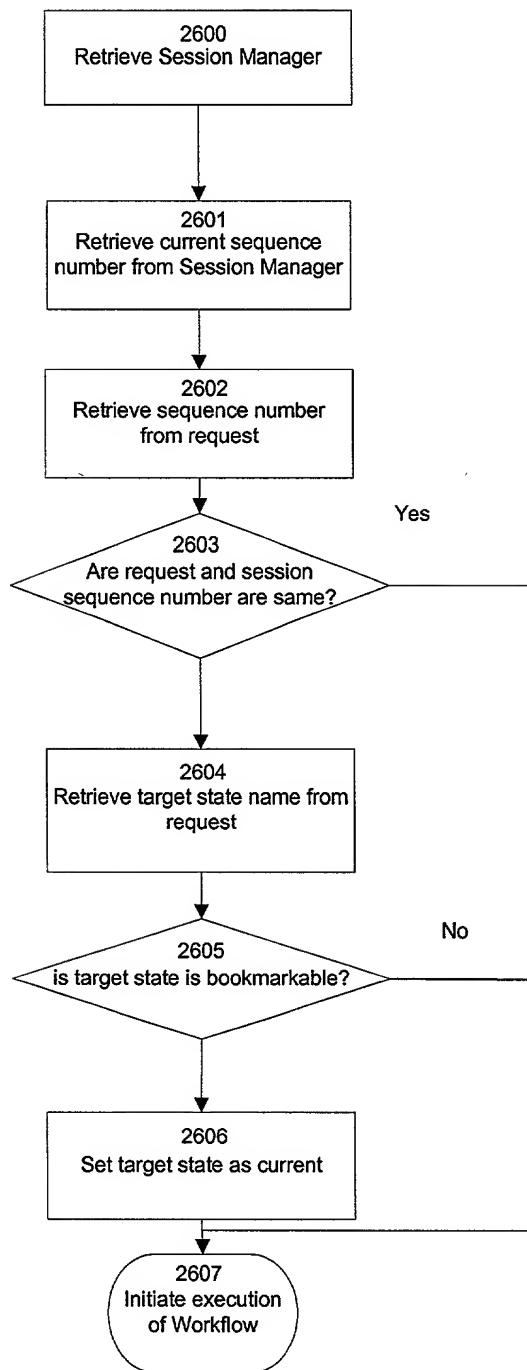 2600
Retrieve Session Manager
2601
Retrieve current sequence
number from Session Manager
2602
Retrieve sequence number
from request
Yes
2603
Are request and session
sequence number are same?
2604
Retrieve target state name from
request
No
2605
is target state is bookmarkable?
2606
Set target state as current
2607
Initiate execution
of Workflow